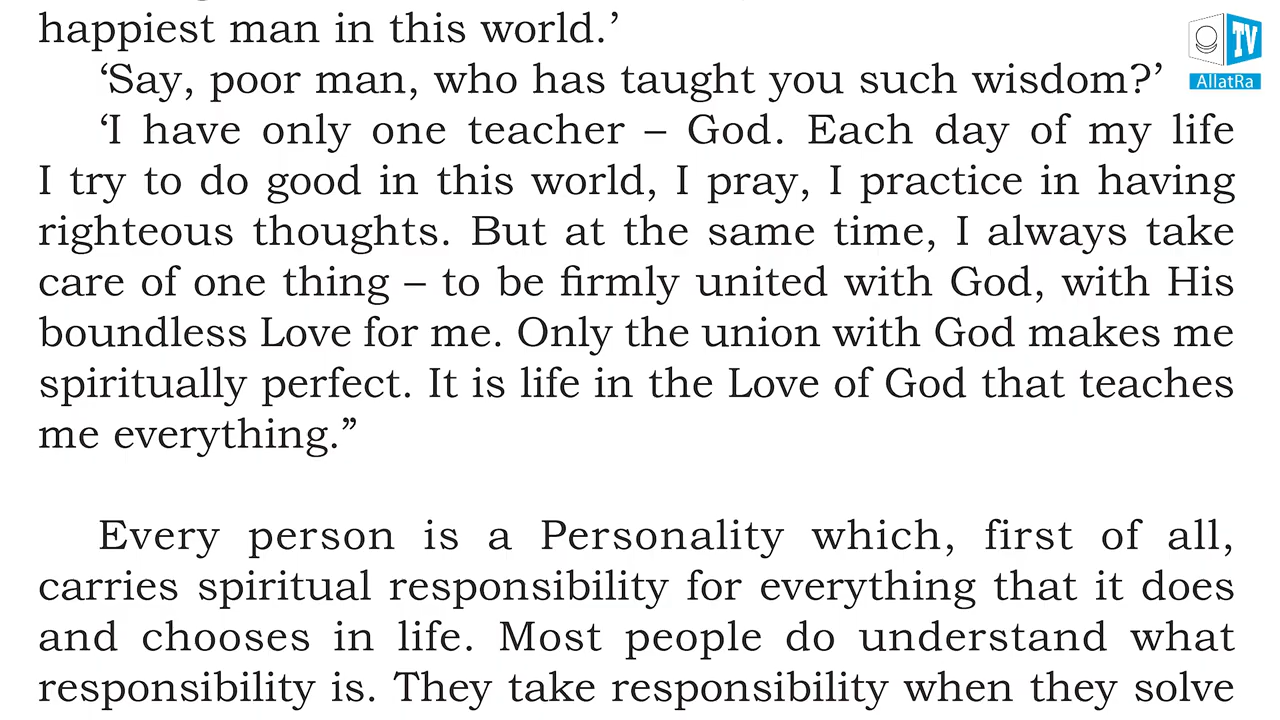 happiest man in this world.’
‘Say, poor man, who has taught you such wisdom?’
‘I have only one teacher – God. Each day of my life
I try to do good in this world, I pray, I practice in having
righteous thoughts. But at the same time, I always take
care of one thing – to be firmly united with God, with His
boundless Love for me. Only the union with God makes me
spiritually perfect. It is life in the Love of God that teaches
me everything.”
Every person is a Personality which, first of all,
carries spiritual responsibility for everything that it does
and chooses in life. Most people do understand what
responsibility is. They take responsibility when they solve
TV
AllatRa